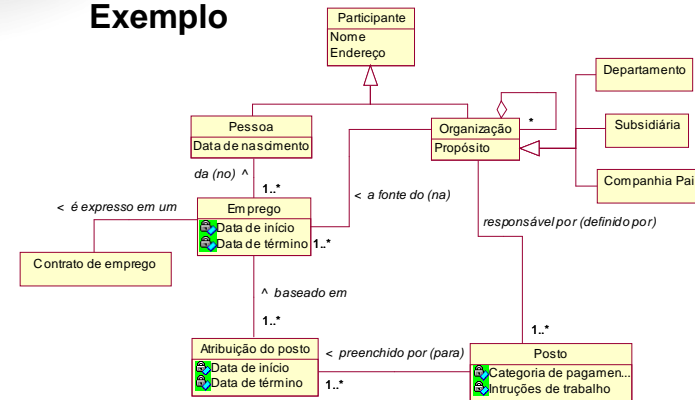 Exemplo
Participante
Nome
Endereço
Departamento
Subsidiária
Companhia Pai
Pessoa
Data de nascimento
Organização
Propósito
*
da (no) ^
1..*
< a fonte do (na)
< é expresso em um
Emprego
Data de início
Data de término
1..*
responsável por (definido por)
Contrato de emprego
^ baseado em
1..*
1..*
Atribuição do posto
Data de início
Data de término
< preenchido por (para)
1..*
Posto
Categoria de pagamen...
Intruções de trabalho